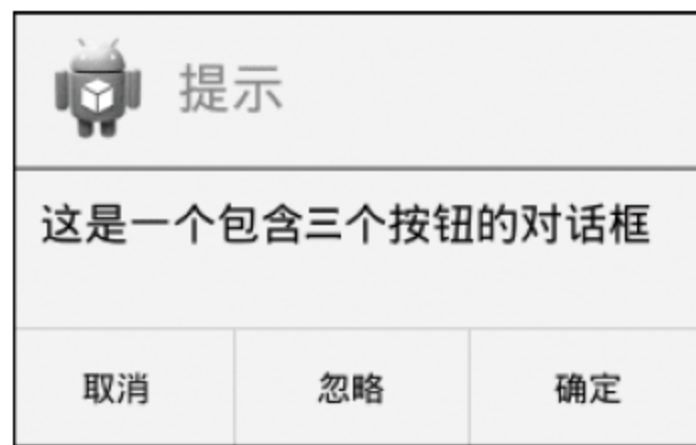 提示
这是一个包含三个按钮的对话框
取消
忽略
确定